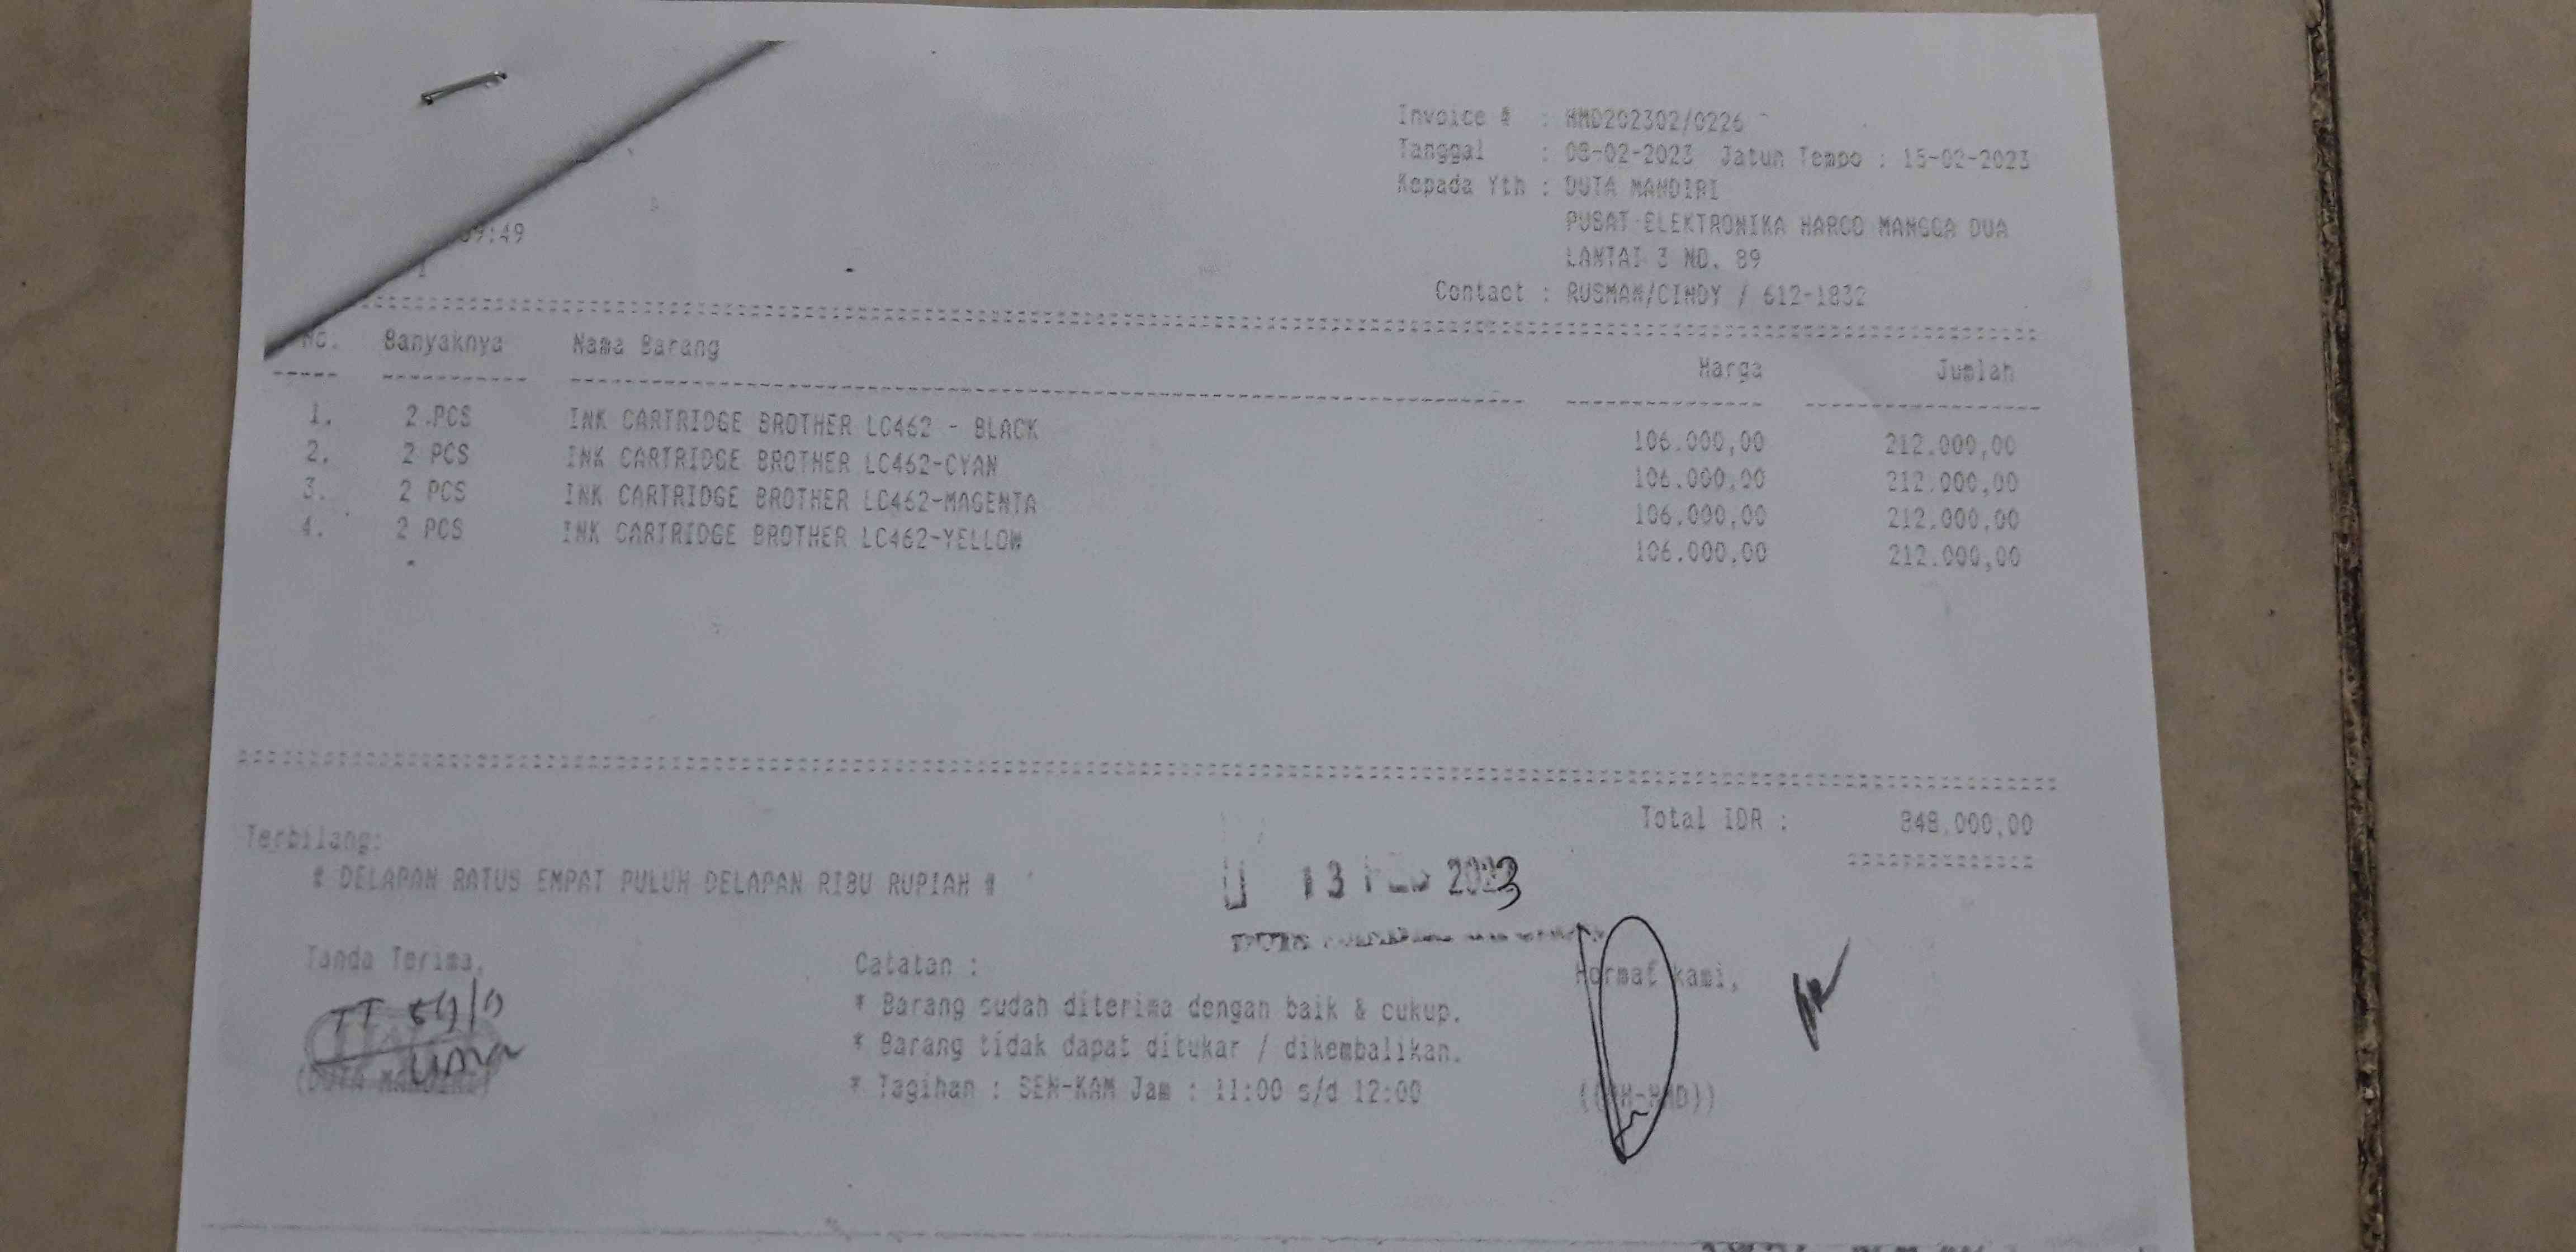 Invoice # : HMD202302/0226
Tanggal : 08-02-2023 Jatuh Tempo : 15-02-2023
Kepada Yth : DUTA MANDIRI
PUSAT ELEKTRONIKA HARCO MANGGA DUA
:49
LANTAI 3 NO. 89
1
Contact : RUSMAN/CINDY / 612-1832
No. Banyaknya Nama Barang Harga Jumlah
1. 2 PCS INK CARTRIDGE BROTHER LC462 - BLACK 106.000,00 212.000,00
2. 2 PCS INK CARTRIDGE BROTHER LC462-CYAN 106.000,00 212.000,00
3. 2 PCS INK CARTRIDGE BROTHER LC462-MAGENTA 106.000,00 212.000,00
4. 2 PCS INK CARTRIDGE BROTHER LC462-YELLOW 106.000,00 212.000,00
Total IDR : 848.000,00
Terbilang:
# DELAPAN RATUS EMPAT PULUH DELAPAN RIBU RUPIAH #
13 FEB 2023
Tanda Terima, Catatan : Hormat kami,
* Barang sudah diterima dengan baik & cukup.
* Barang tidak dapat ditukar / dikembalikan.
(DUTA MANDIRI) * Tagihan : SEN-KAM Jam : 11:00 s/d 12:00